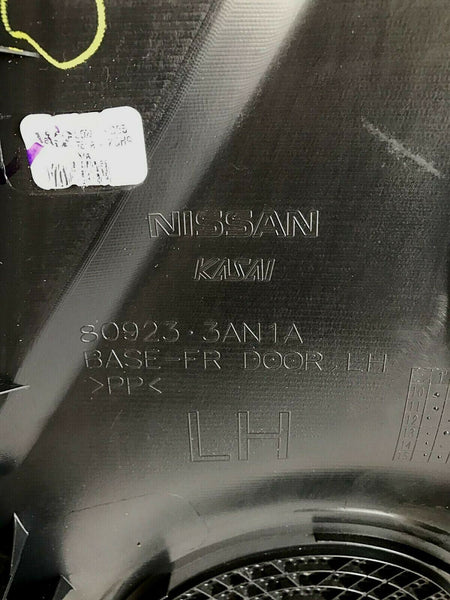 NISSAN
KASAI
80923-3AN1A
BASE-FR DOOR, LH
>PP<
LH